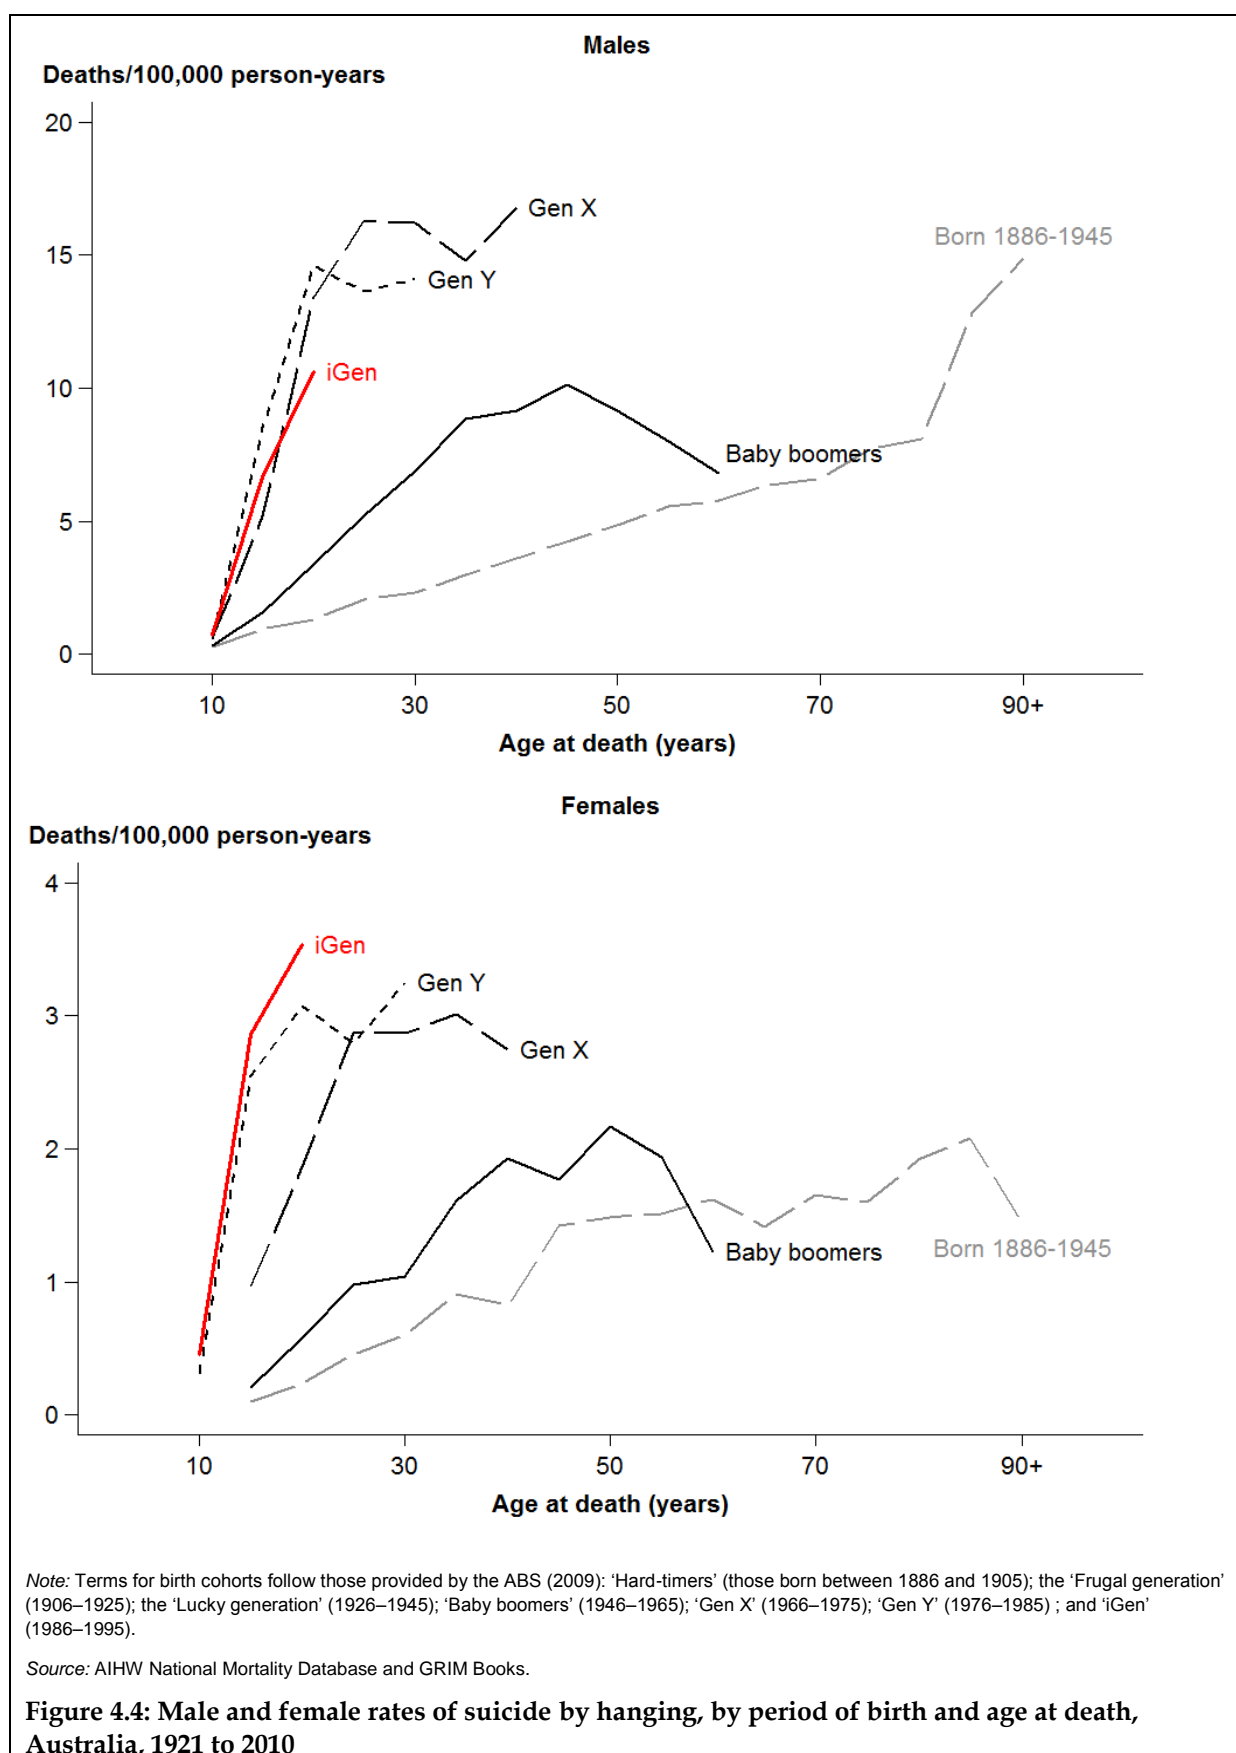 Males
Deaths/100,000 person-years
20
Gen X
Born 1886-1945
15
Gen Y
iGen
10
Baby boomers
5
0
10 30 50 70 90+
Age at death (years)
Females
Deaths/100,000 person-years
4
iGen
Gen Y
3
Gen X
2
Baby boomers Born 1886-1945
1
0
10 30 50 70 90+
Age at death (years)
Note: Terms for birth cohorts follow those provided by the ABS (2009): ‘Hard-timers’ (those born between 1886 and 1905); the ‘Frugal generation’
(1906–1925); the ‘Lucky generation’ (1926–1945); ‘Baby boomers’ (1946–1965); ‘Gen X’ (1966–1975); ‘Gen Y’ (1976–1985) ; and ‘iGen’
(1986–1995).
Source: AIHW National Mortality Database and GRIM Books.
Figure 4.4: Male and female rates of suicide by hanging, by period of birth and age at death,
Australia, 1921 to 2010